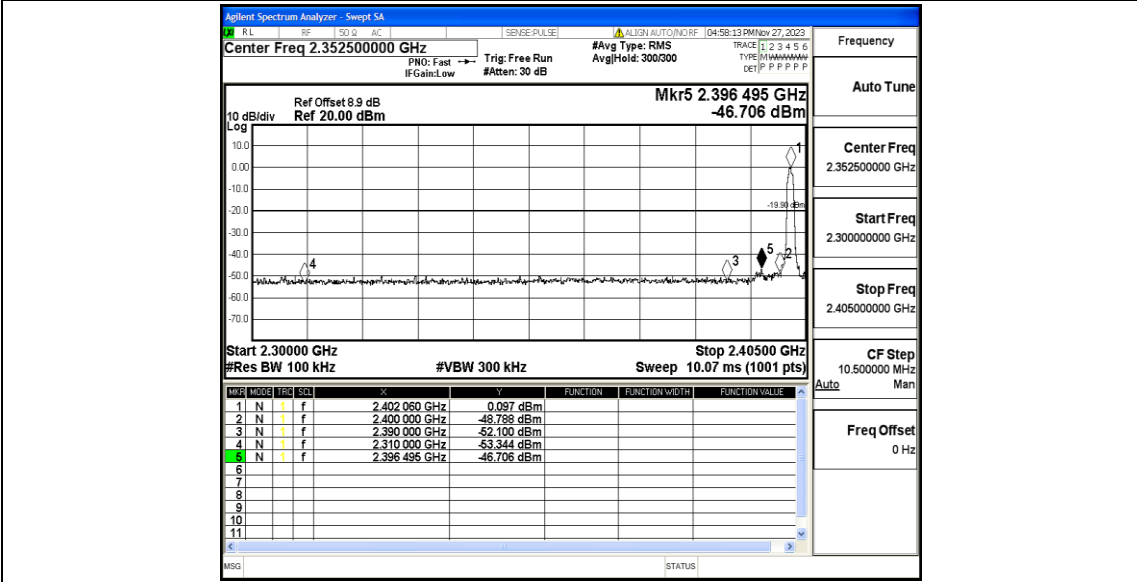 Agilent Spectrum Analyzer - Swept SA
RL RF 50 Ω AC SENSE:PULSE ALIGN AUTO/NO RF 04:58:13 PM Nov 27, 2023
Center Freq 2.352500000 GHz
PNO: Fast
IFGain:Low
Trig: Free Run
#Atten: 30 dB
#Avg Type: RMS
Avg|Hold: 300/300
TRACE 1 2 3 4 5 6
TYPE M W W W W W
DET P P P P P P
Ref Offset 8.9 dB
Ref 20.00 dBm
10 dB/div
Log
Mkr5 2.396 495 GHz
-46.706 dBm
10.0
0.00
-10.0
-20.0
-30.0
-40.0
-50.0
-60.0
-70.0
1
-19.90 dBm
4
3
5
2
Start 2.30000 GHz
Stop 2.40500 GHz
#Res BW 100 kHz
#VBW 300 kHz
Sweep 10.07 ms (1001 pts)
MKR MODE TRC SCL X Y FUNCTION FUNCTION WIDTH FUNCTION VALUE
1 N 1 f 2.402 060 GHz 0.097 dBm
2 N 1 f 2.400 000 GHz -48.788 dBm
3 N 1 f 2.390 000 GHz -52.100 dBm
4 N 1 f 2.310 000 GHz -53.344 dBm
5 N 1 f 2.396 495 GHz -46.706 dBm
6
7
8
9
10
11
MSG
STATUS
Frequency
Auto Tune
Center Freq
2.352500000 GHz
Start Freq
2.300000000 GHz
Stop Freq
2.405000000 GHz
CF Step
10.500000 MHz
Auto Man
Freq Offset
0 Hz